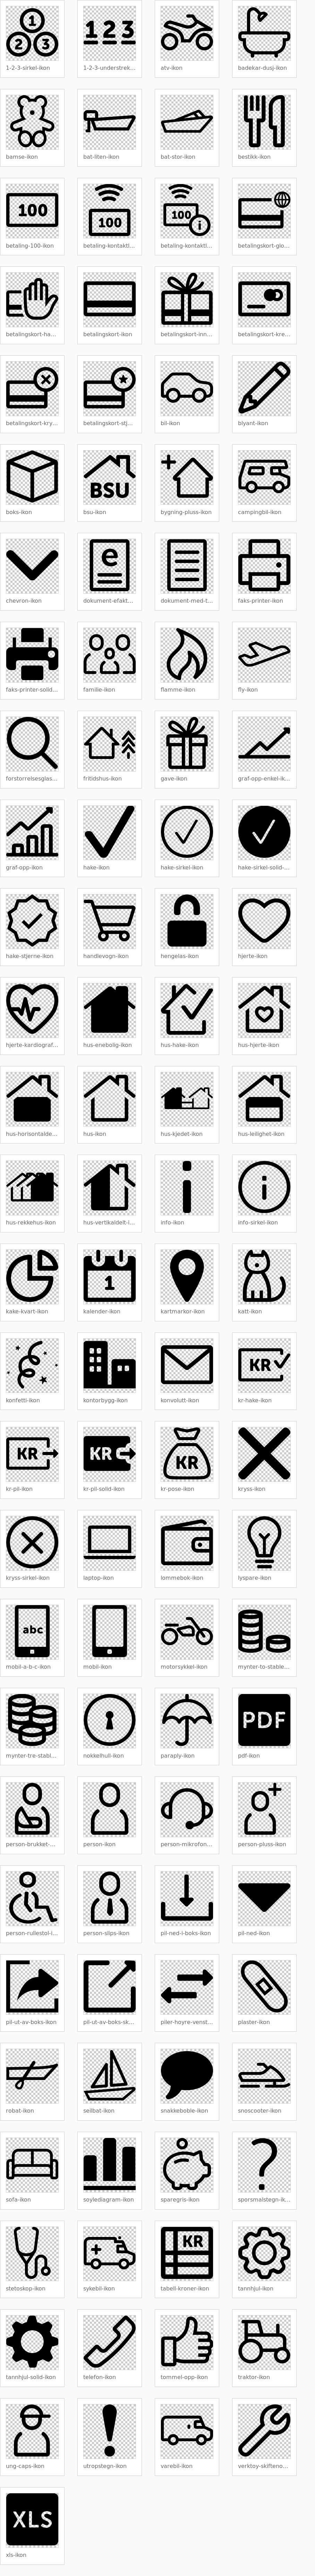 1 2 3
1 2 3
1-2-3-sirkel-ikon 1-2-3-understrek... atv-ikon badekar-dusj-ikon
bamse-ikon bat-liten-ikon bat-stor-ikon bestikk-ikon
100 100 100 i
betaling-100-ikon betaling-kontaktl... betaling-kontaktl... betalingskort-glo...
betalingskort-ha... betalingskort-ikon betalingskort-inn... betalingskort-kre...
betalingskort-kry... betalingskort-stj... bil-ikon blyant-ikon
BSU
boks-ikon bsu-ikon bygning-pluss-ikon campingbil-ikon
e
chevron-ikon dokument-efakt... dokument-med-t... faks-printer-ikon
faks-printer-solid... familie-ikon flamme-ikon fly-ikon
forstorrelsesglas... fritidshus-ikon gave-ikon graf-opp-enkel-ik...
graf-opp-ikon hake-ikon hake-sirkel-ikon hake-sirkel-solid-...
hake-stjerne-ikon handlevogn-ikon hengelas-ikon hjerte-ikon
hjerte-kardiograf... hus-enebolig-ikon hus-hake-ikon hus-hjerte-ikon
hus-horisontalde... hus-ikon hus-kjedet-ikon hus-leilighet-ikon
i i
hus-rekkehus-ikon hus-vertikaldelt-i... info-ikon info-sirkel-ikon
1
kake-kvart-ikon kalender-ikon kartmarkor-ikon katt-ikon
KR
konfetti-ikon kontorbygg-ikon konvolutt-ikon kr-hake-ikon
KR KR KR
kr-pil-ikon kr-pil-solid-ikon kr-pose-ikon kryss-ikon
kryss-sirkel-ikon laptop-ikon lommebok-ikon lyspare-ikon
abc
mobil-a-b-c-ikon mobil-ikon motorsykkel-ikon mynter-to-stable...
PDF
mynter-tre-stabl... nokkelhull-ikon paraply-ikon pdf-ikon
person-brukket-... person-ikon person-mikrofon... person-pluss-ikon
person-rullestol-i... person-slips-ikon pil-ned-i-boks-ikon pil-ned-ikon
pil-ut-av-boks-ikon pil-ut-av-boks-sk... piler-hoyre-venst... plaster-ikon
robat-ikon seilbat-ikon snakkeboble-ikon snoscooter-ikon
?
sofa-ikon soylediagram-ikon sparegris-ikon sporsmalstegn-ik...
KR
stetoskop-ikon sykebil-ikon tabell-kroner-ikon tannhjul-ikon
tannhjul-solid-ikon telefon-ikon tommel-opp-ikon traktor-ikon
!
ung-caps-ikon utropstegn-ikon varebil-ikon verktoy-skifteno...
XLS
xls-ikon